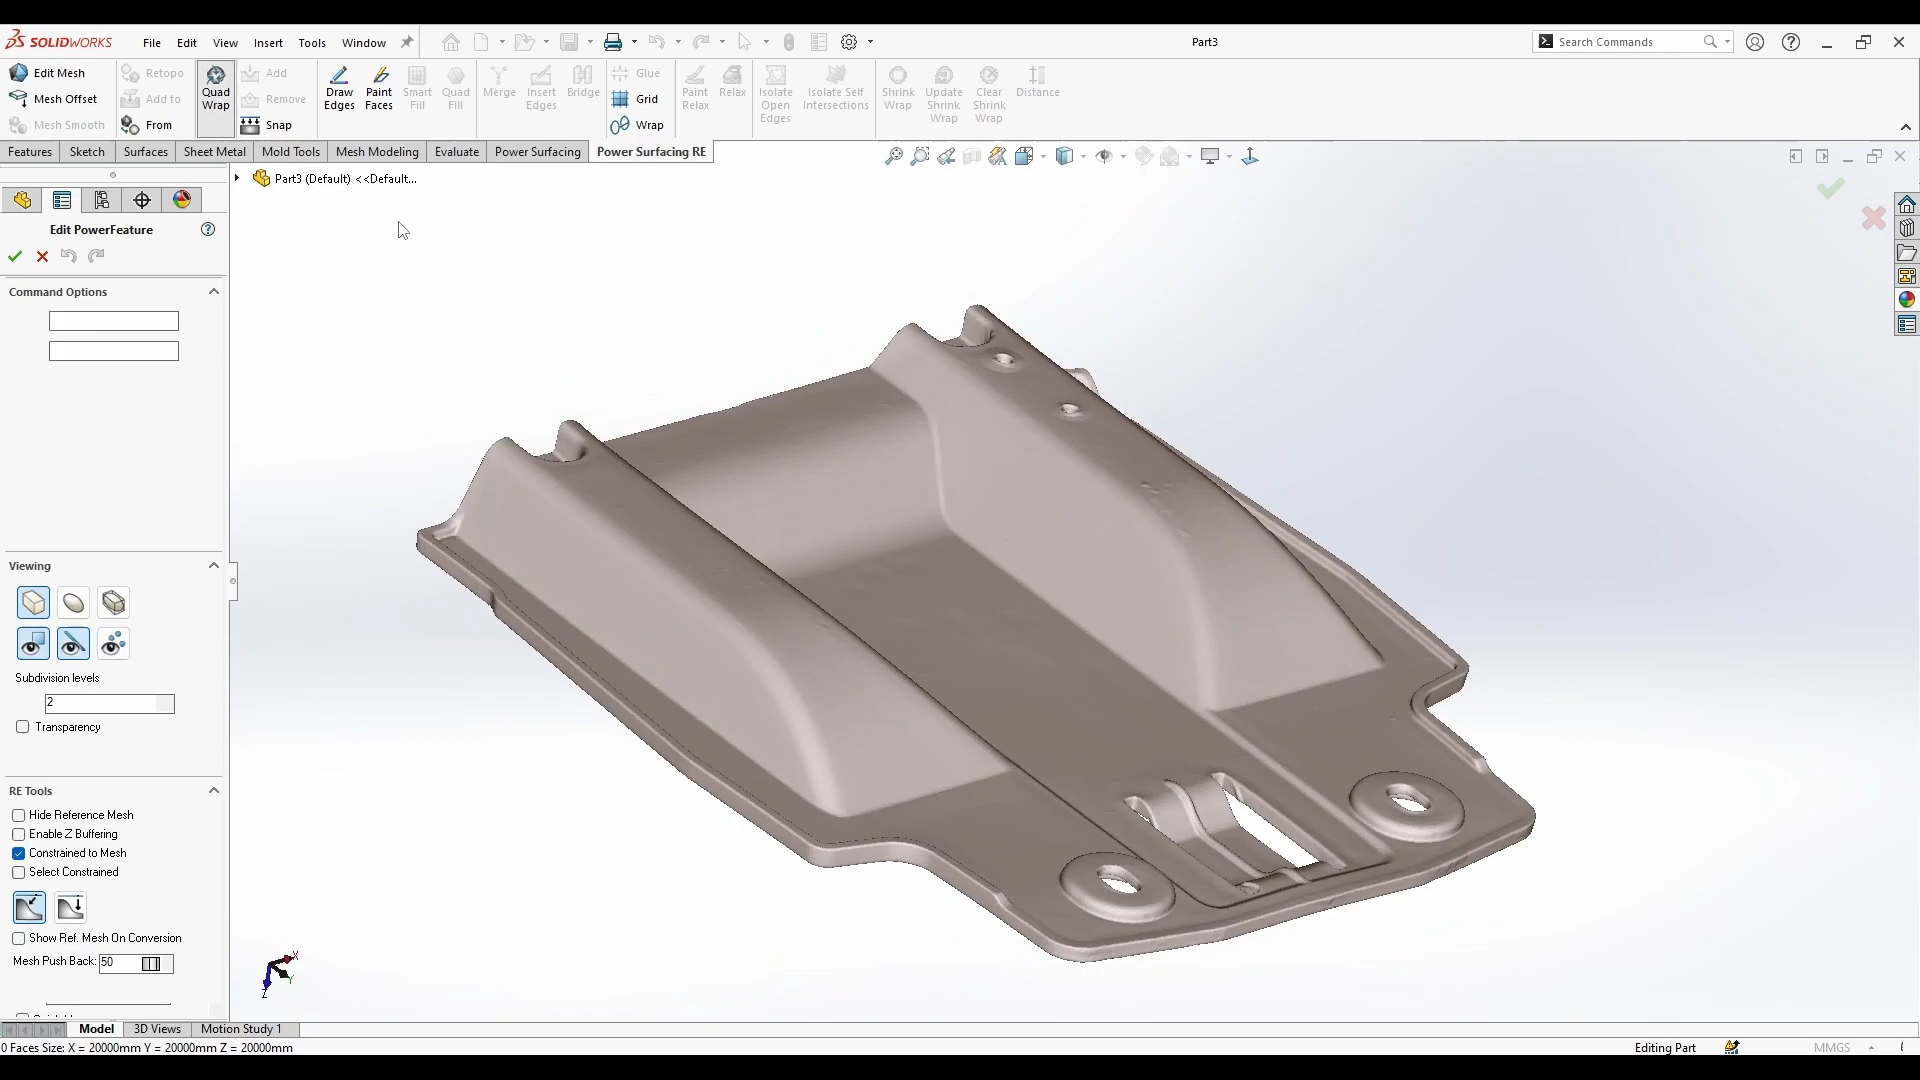 SOLIDWORKS
File Edit View Insert Tools Window
Part3
Search Commands
Edit Mesh
Mesh Offset
Mesh Smooth
Retopo
Add to
From
Quad Wrap
Add
Remove
Snap
Draw Edges
Paint Faces
Smart Fill
Quad Fill
Merge
Insert Edges
Bridge
Glue
Grid
Wrap
Paint Relax
Relax
Isolate Open Edges
Isolate Self Intersections
Shrink Wrap
Update Shrink Wrap
Clear Shrink Wrap
Distance
Features Sketch Surfaces Sheet Metal Mold Tools Mesh Modeling Evaluate Power Surfacing Power Surfacing RE
Part3 (Default) <<Default...
Edit PowerFeature
Command Options
Viewing
Subdivision levels
2
Transparency
RE Tools
Hide Reference Mesh
Enable Z Buffering
Constrained to Mesh
Select Constrained
Show Ref. Mesh On Conversion
Mesh Push Back: 50
X
Y
Z
Model 3D Views Motion Study 1
0 Faces Size: X = 20000mm Y = 20000mm Z = 20000mm
Editing Part
MMGS